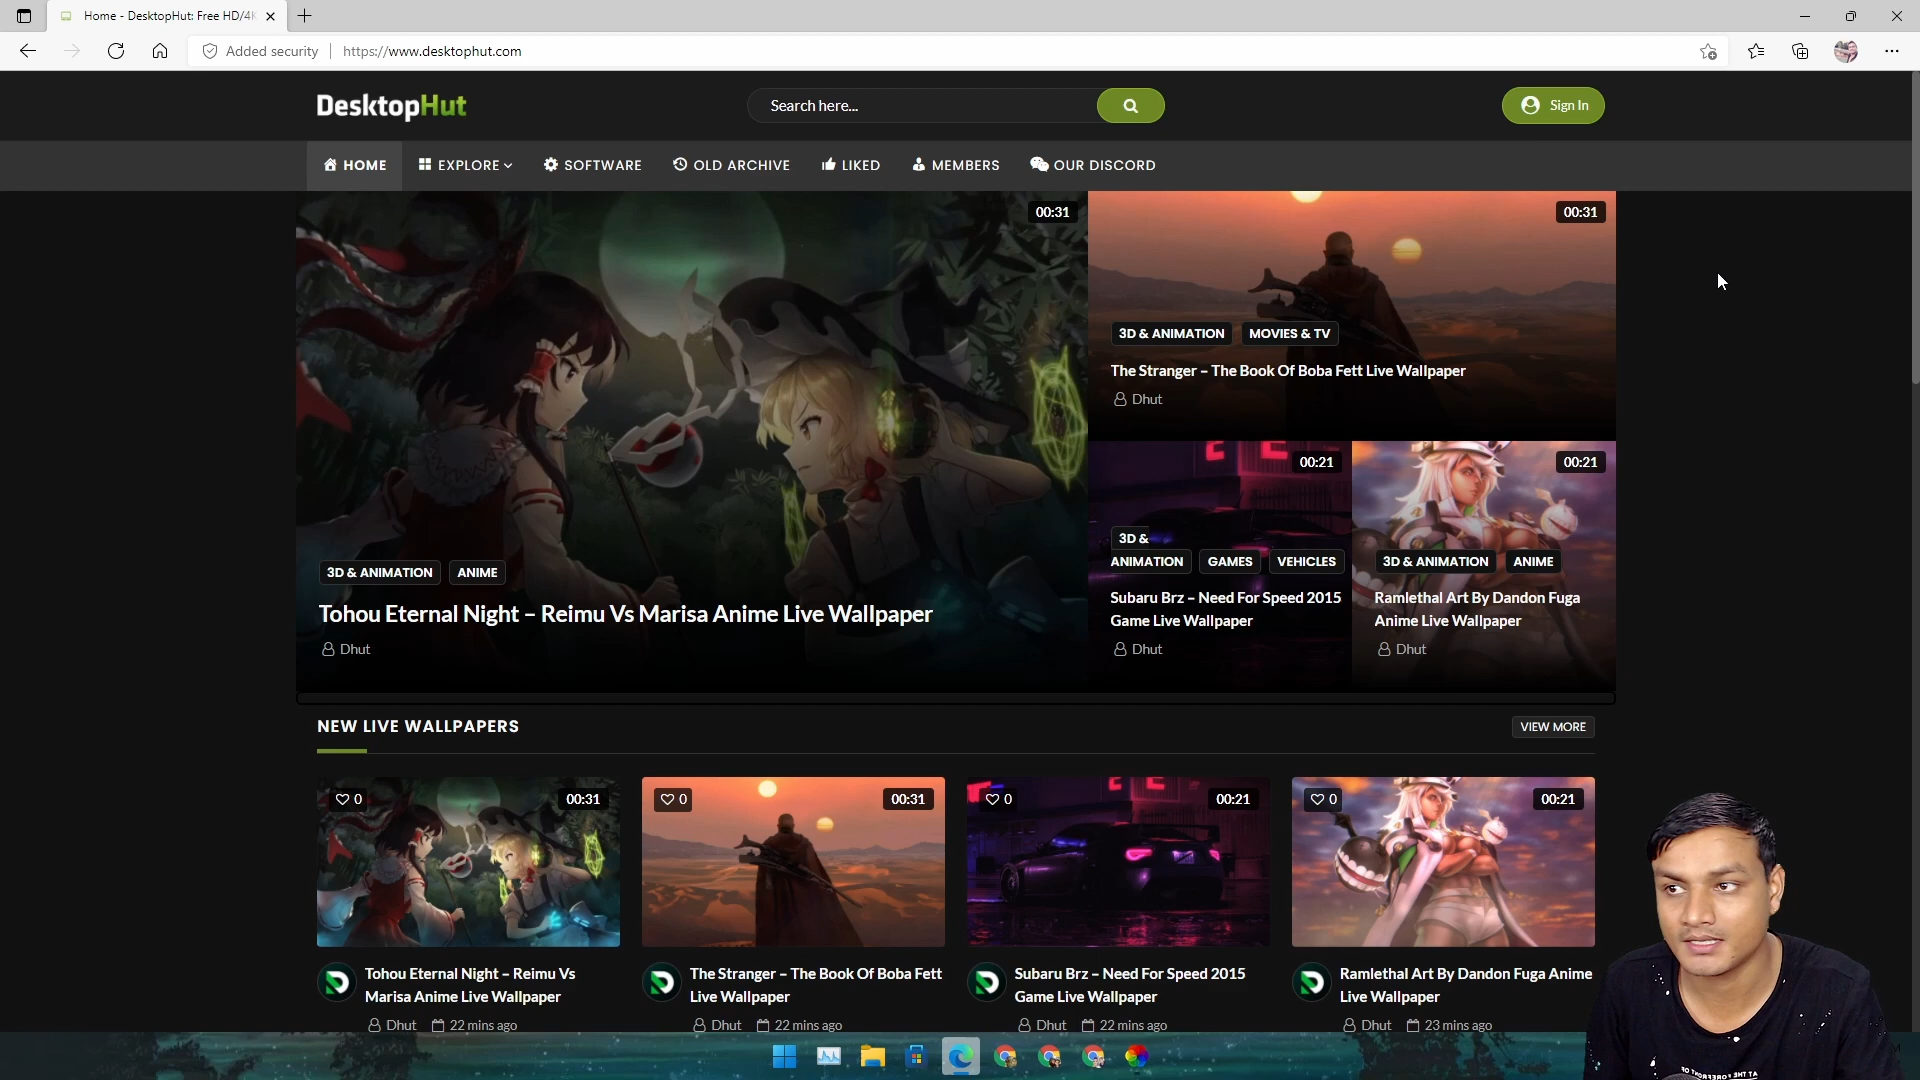 Home - DesktopHut: Free HD/4K
Added security
https://www.desktophut.com
DesktopHut
Search here...
Sign In
HOME
EXPLORE
SOFTWARE
OLD ARCHIVE
LIKED
MEMBERS
OUR DISCORD
00:31
3D & ANIMATION
ANIME
Tohou Eternal Night – Reimu Vs Marisa Anime Live Wallpaper
Dhut
00:31
3D & ANIMATION
MOVIES & TV
The Stranger – The Book Of Boba Fett Live Wallpaper
Dhut
00:21
3D &
ANIMATION
GAMES
VEHICLES
Subaru Brz – Need For Speed 2015
Game Live Wallpaper
Dhut
00:21
3D & ANIMATION
ANIME
Ramlethal Art By Dandon Fuga
Anime Live Wallpaper
Dhut
NEW LIVE WALLPAPERS
VIEW MORE
0
00:31
Tohou Eternal Night – Reimu Vs
Marisa Anime Live Wallpaper
Dhut
22 mins ago
0
00:31
The Stranger – The Book Of Boba Fett
Live Wallpaper
Dhut
22 mins ago
0
00:21
Subaru Brz – Need For Speed 2015
Game Live Wallpaper
Dhut
22 mins ago
0
00:21
Ramlethal Art By Dandon Fuga Anime
Live Wallpaper
Dhut
23 mins ago